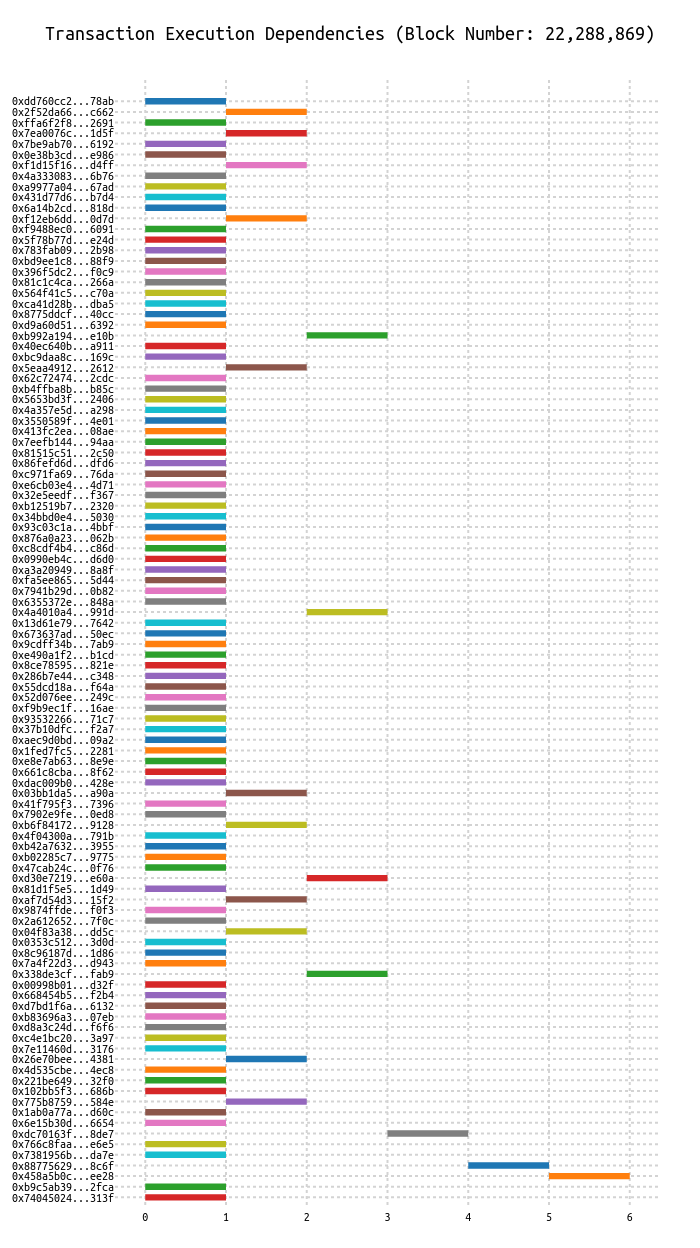 Transaction Execution Dependencies (Block Number: 22,288,869)
0xdd760cc2...78ab
0x2f52da66...c662
0xffa6f2f8...2691
0x7ea0076c...1d5f
0x7be9ab70...6192
0x0e38b3cd...e986
0xf1d15f16...d4ff
0x4a333083...6b76
0xa9977a04...67ad
0x431d77d6...b7d4
0x6a14b2cd...818d
0xf12eb6dd...0d7d
0xf9488ec0...6091
0x5f78b77d...e24d
0x783fab09...2b98
0xbd9ee1c8...88f9
0x396f5dc2...f0c9
0x81c1c4ca...266a
0x564f41c5...c70a
0xca41d28b...dba5
0x8775ddcf...40cc
0xd9a60d51...6392
0xb992a194...e10b
0x40ec640b...a911
0xbc9daa8c...169c
0x5eaa4912...2612
0x62c72474...2cdc
0xb4ffba8b...b85c
0x5653bd3f...2406
0x4a357e5d...a298
0x3550589f...4e01
0x413fc2ea...08ae
0x7eefb144...94aa
0x81515c51...2c50
0x86fefd6d...dfd6
0xc971fa69...76da
0xe6cb03e4...4d71
0x32e5eedf...f367
0xb12519b7...2320
0x34bbd0e4...5030
0x93c03c1a...4bbf
0x876a0a23...062b
0xc8cdf4b4...c86d
0x0990eb4c...d6d0
0xa3a20949...8a8f
0xfa5ee865...5d44
0x7941b29d...0b82
0x6355372e...848a
0x4a4010a4...991d
0x13d61e79...7642
0x673637ad...50ec
0x9cdff34b...7ab9
0xe490a1f2...b1cd
0x8ce78595...821e
0x286b7e44...c348
0x55dcd18a...f64a
0x52d076ee...249c
0xf9b9ec1f...16ae
0x93532266...71c7
0x37b10dfc...f2a7
0xaec9d0bd...09a2
0x1fed7fc5...2281
0xe8e7ab63...8e9e
0x661c8cba...8f62
0xdac009b0...428e
0x03bb1da5...a90a
0x41f795f3...7396
0x7902e9fe...0ed8
0xb6f84172...9128
0x4f04300a...791b
0xb42a7632...3955
0xb02285c7...9775
0x47cab24c...0f76
0xd30e7219...e60a
0x81d1f5e5...1d49
0xaf7d54d3...15f2
0x9874ffde...f0f3
0x2a612652...7f0c
0x04f83a38...dd5c
0x0353c512...3d0d
0x8c96187d...1d86
0x7a4f22d3...d943
0x338de3cf...fab9
0x00998b01...d32f
0x668454b5...f2b4
0xd7bd1f6a...6132
0xb83696a3...07eb
0xd8a3c24d...f6f6
0xc4e1bc20...3a97
0x7e11460d...3176
0x26e70bee...4381
0x4d535cbe...4ec8
0x221be649...32f0
0x102bb5f3...686b
0x775b8759...584e
0x1ab0a77a...d60c
0x6e15b30d...6654
0xdc70163f...8de7
0x766c8faa...e6e5
0x7381956b...da7e
0x88775629...8c6f
0x458a5b0c...ee28
0xb9c5ab39...2fca
0x74045024...313f
0 1 2 3 4 5 6